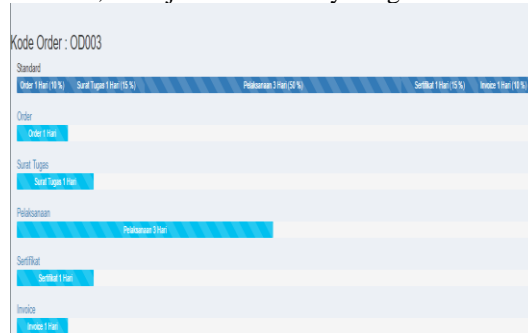 Kode Order : OD003
Standard
Order 1 Hari (10 %) Surat Tugas 1 Hari (15 %) Pelaksanaan 3 Hari (50 %) Sertifikat 1 Hari (15 %) Invoice 1 Hari (10 %)
Order
Order 1 Hari
Surat Tugas
Surat Tugas 1 Hari
Pelaksanaan
Pelaksanaan 3 Hari
Sertifikat
Sertifikat 1 Hari
Invoice
Invoice 1 Hari